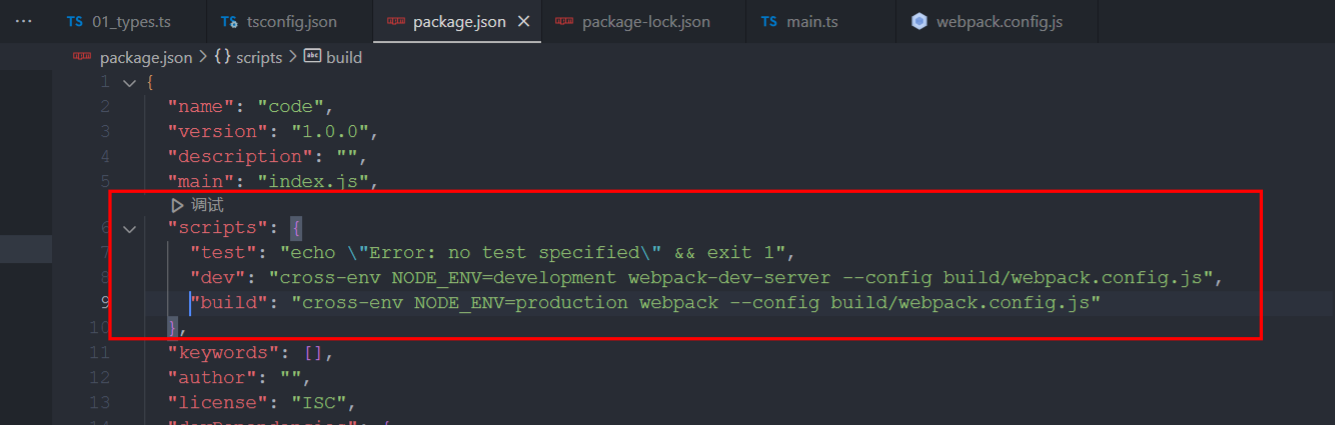 ··· TS 01_types.ts TS tsconfig.json package.json × package-lock.json TS main.ts webpack.config.js
package.json > {} scripts > abc build
1 {
2 "name": "code",
3 "version": "1.0.0",
4 "description": "",
5 "main": "index.js",
调试
6 "scripts": {
7 "test": "echo \"Error: no test specified\" && exit 1",
8 "dev": "cross-env NODE_ENV=development webpack-dev-server --config build/webpack.config.js",
9 "build": "cross-env NODE_ENV=production webpack --config build/webpack.config.js"
10 },
11 "keywords": [],
12 "author": "",
13 "license": "ISC",
14 "devDependencies": {